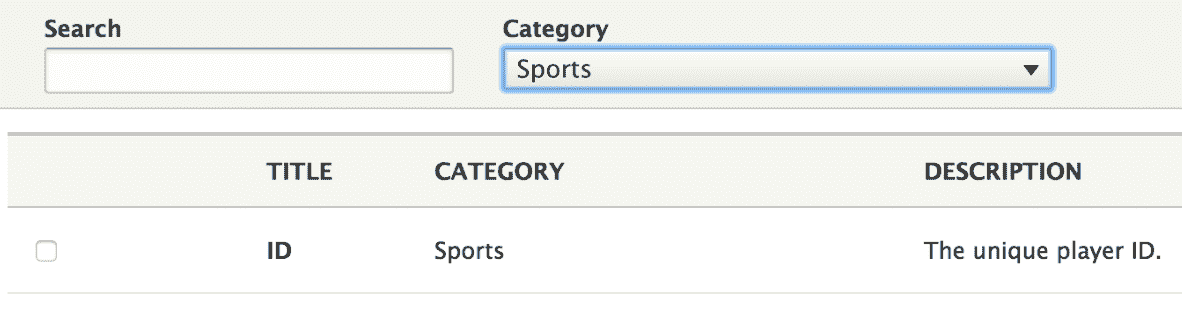 Search Category
Sports
TITLE CATEGORY DESCRIPTION
ID Sports The unique player ID.